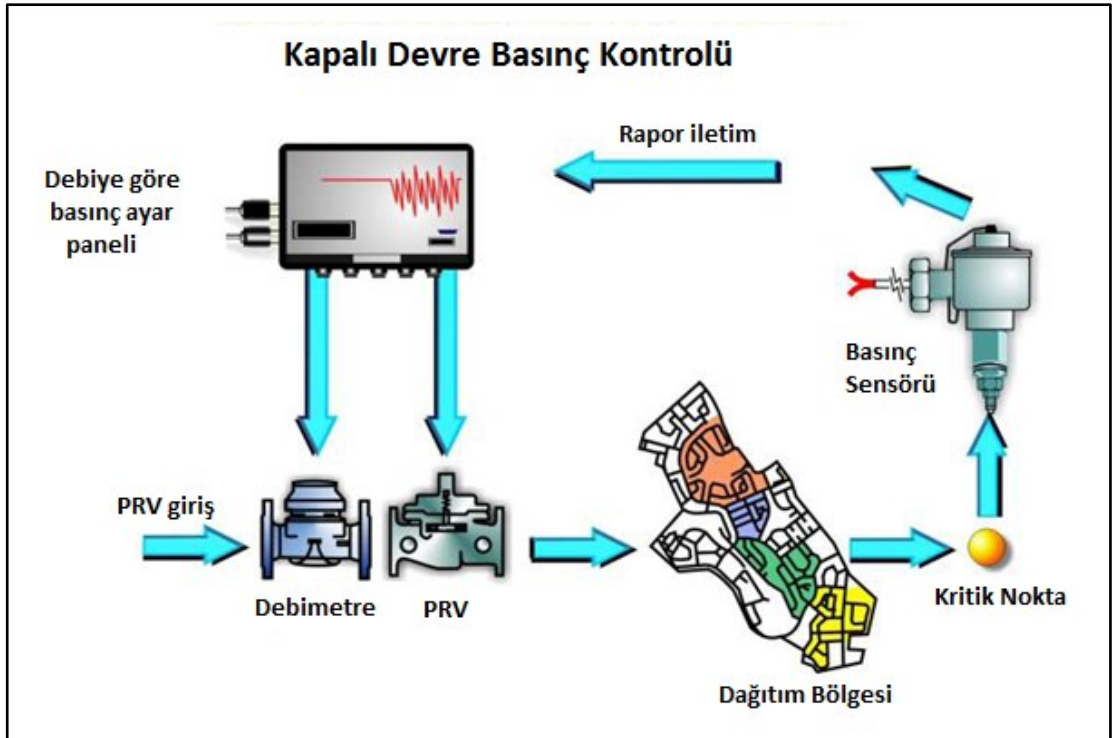 Kapalı Devre Basınç Kontrolü
Rapor iletim
Debiye göre
basınç ayar
paneli
Basınç
Sensörü
PRV giriş
Debimetre
PRV
Kritik Nokta
Dağıtım Bölgesi